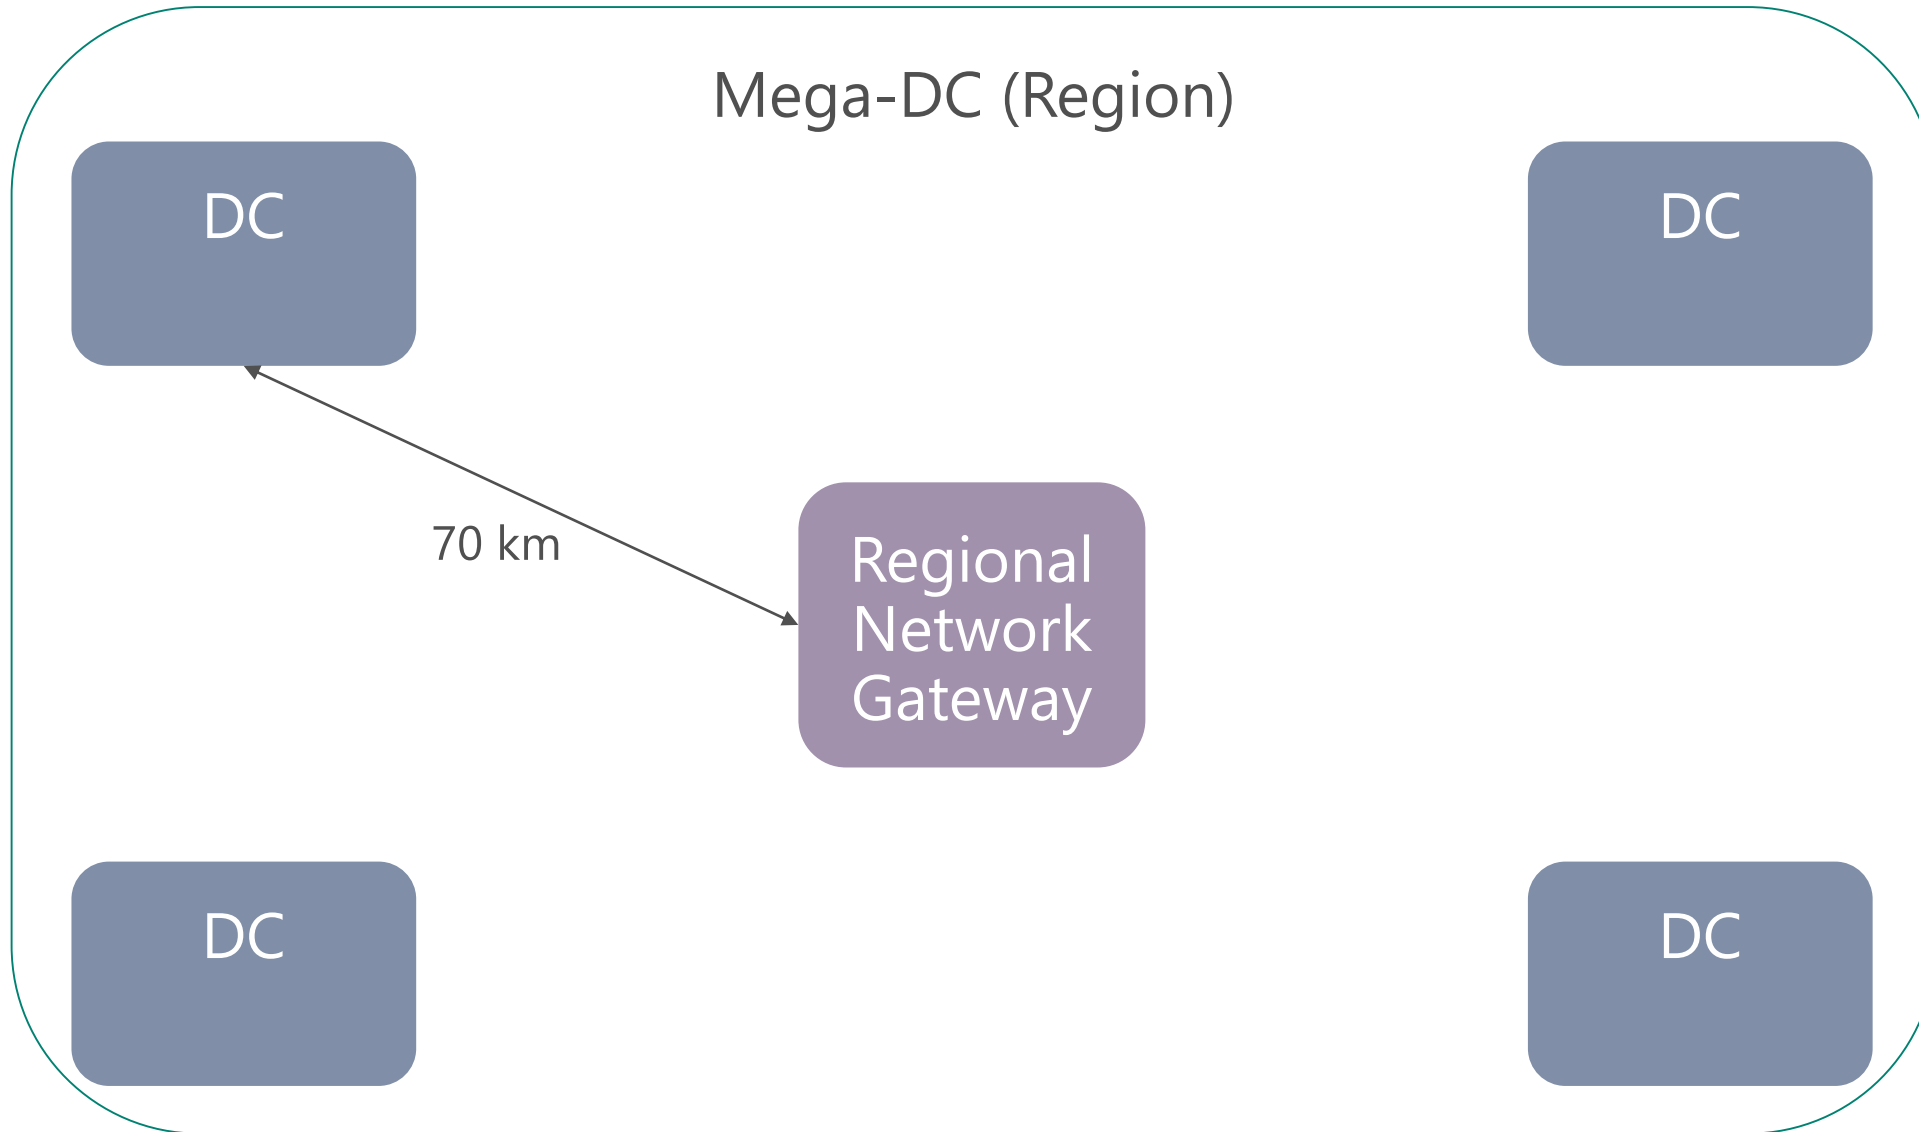 Mega-DC (Region)
DC
DC
70 km
Regional
Network
Gateway
DC
DC